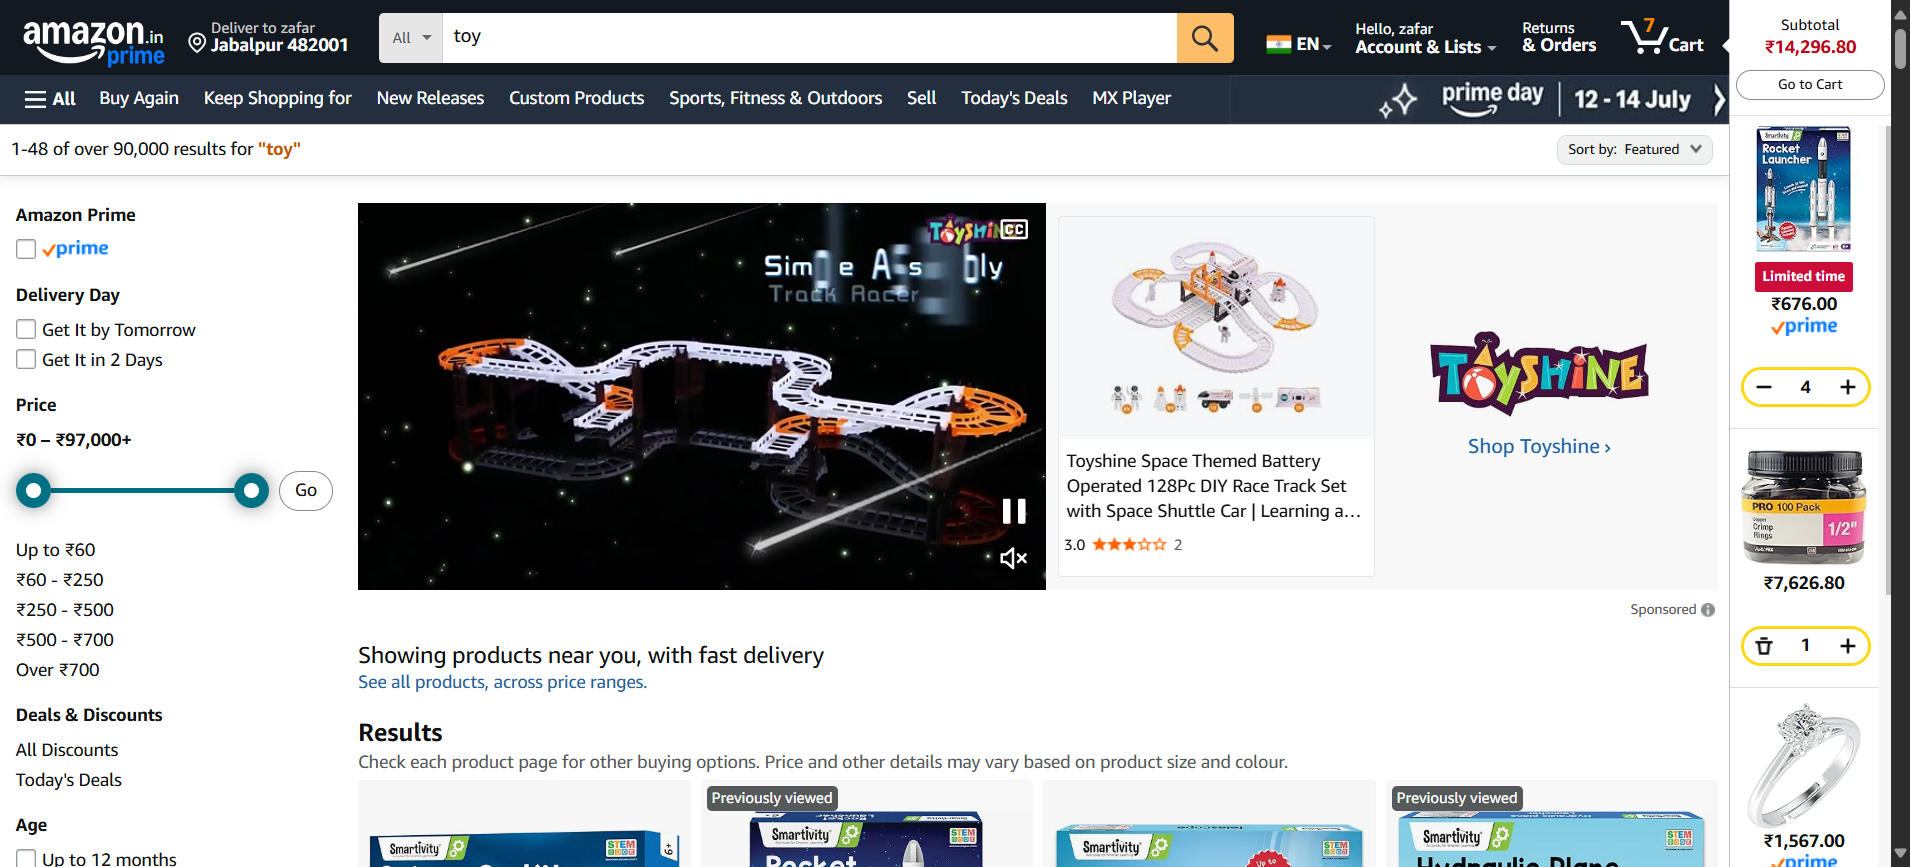 amazon.in
prime
Deliver to zafar
Jabalpur 482001
All
toy
EN
Hello, zafar
Account & Lists
Returns
& Orders
7
Cart
Subtotal
₹14,296.80
Go to Cart
All
Buy Again
Keep Shopping for
New Releases
Custom Products
Sports, Fitness & Outdoors
Sell
Today's Deals
MX Player
prime day
12 - 14 July
1-48 of over 90,000 results for "toy"
Sort by: Featured
Amazon Prime
prime
Delivery Day
Get It by Tomorrow
Get It in 2 Days
Price
₹0 – ₹97,000+
Go
Up to ₹60
₹60 - ₹250
₹250 - ₹500
₹500 - ₹700
Over ₹700
Deals & Discounts
All Discounts
Today's Deals
Age
Up to 12 months
CC
Track Racer
Toyshine Space Themed Battery
Operated 128Pc DIY Race Track Set
with Space Shuttle Car | Learning a...
3.0
2
TOYSHINE
Shop Toyshine ›
Sponsored
Showing products near you, with fast delivery
See all products, across price ranges.
Results
Check each product page for other buying options. Price and other details may vary based on product size and colour.
Smartivity
STEM
6+
Previously viewed
Smartivity
STEM
Rocket
Telescope
Smartivity
STEM
Up to
Previously viewed
Smartivity
STEM
Hydraulic Plane
Smartivity
Rocket
Launcher
Limited time
₹676.00
prime
4
PRO 100 Pack
Copper
Crimp
Rings
1/2"
₹7,626.80
1
₹1,567.00
prime